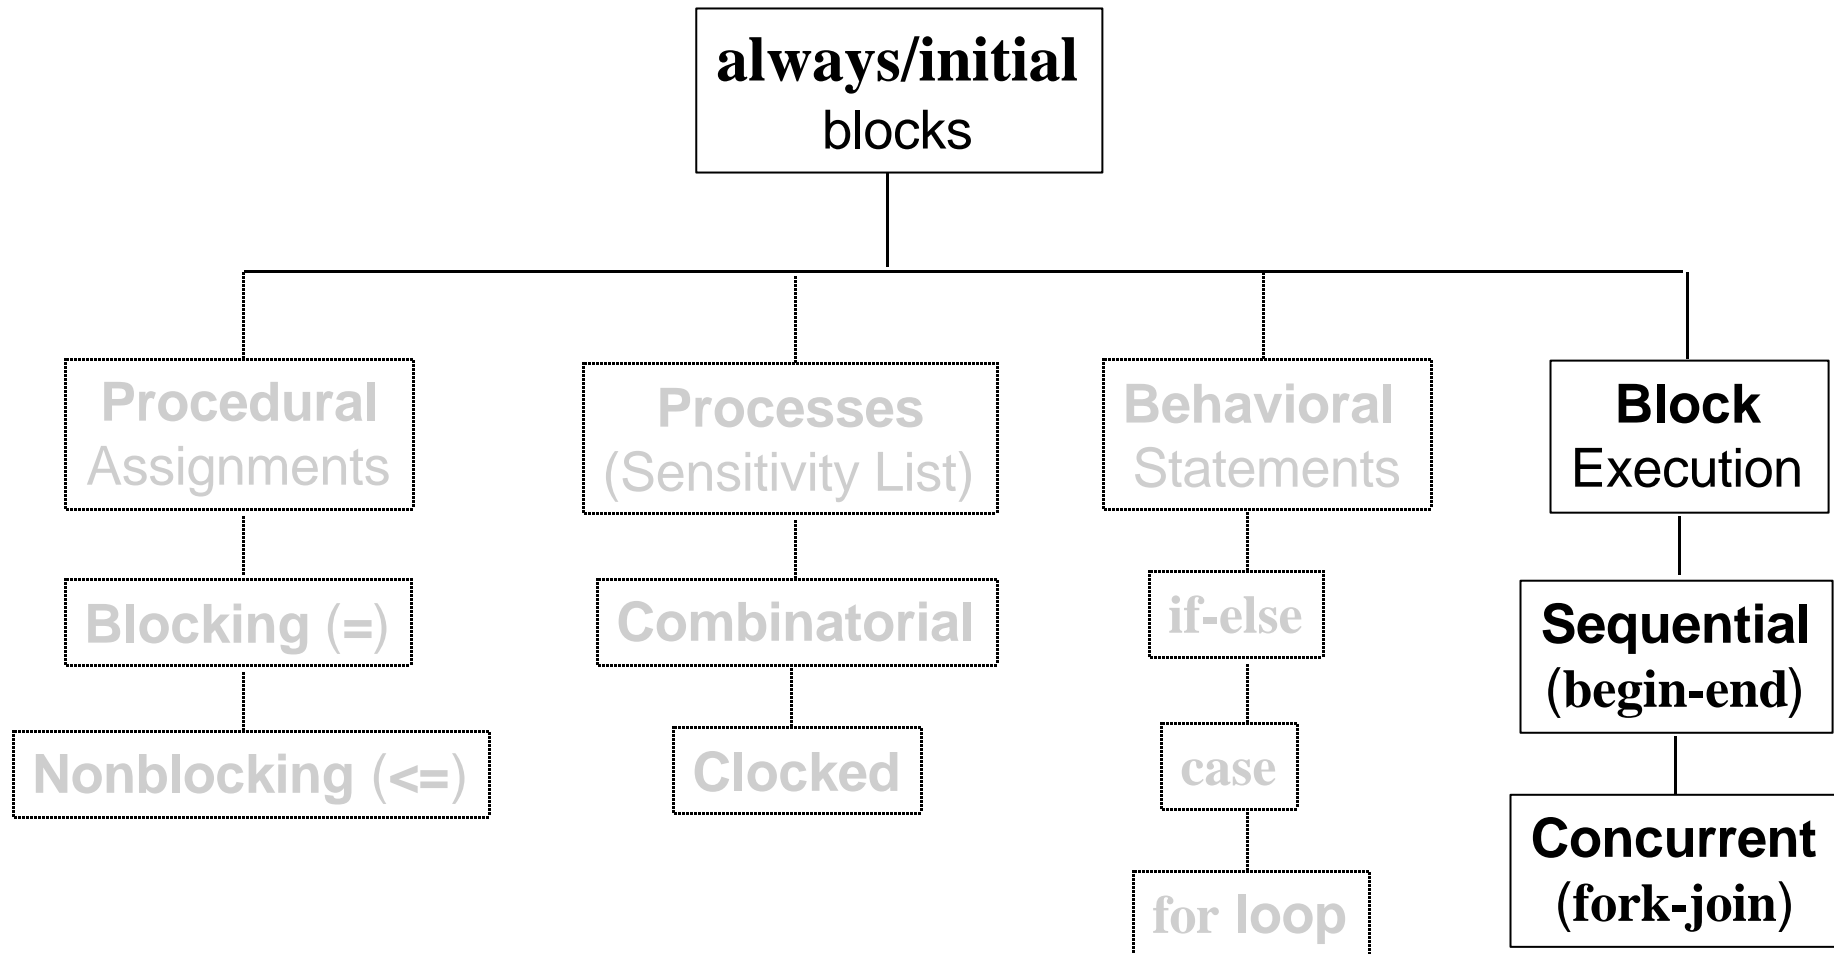 always/initial
blocks
Procedural
Assignments
Blocking (=)
Nonblocking (<=)
Processes
(Sensitivity List)
Combinatorial
Clocked
Behavioral
Statements
if-else
case
for loop
Block
Execution
Sequential
(begin-end)
Concurrent
(fork-join)